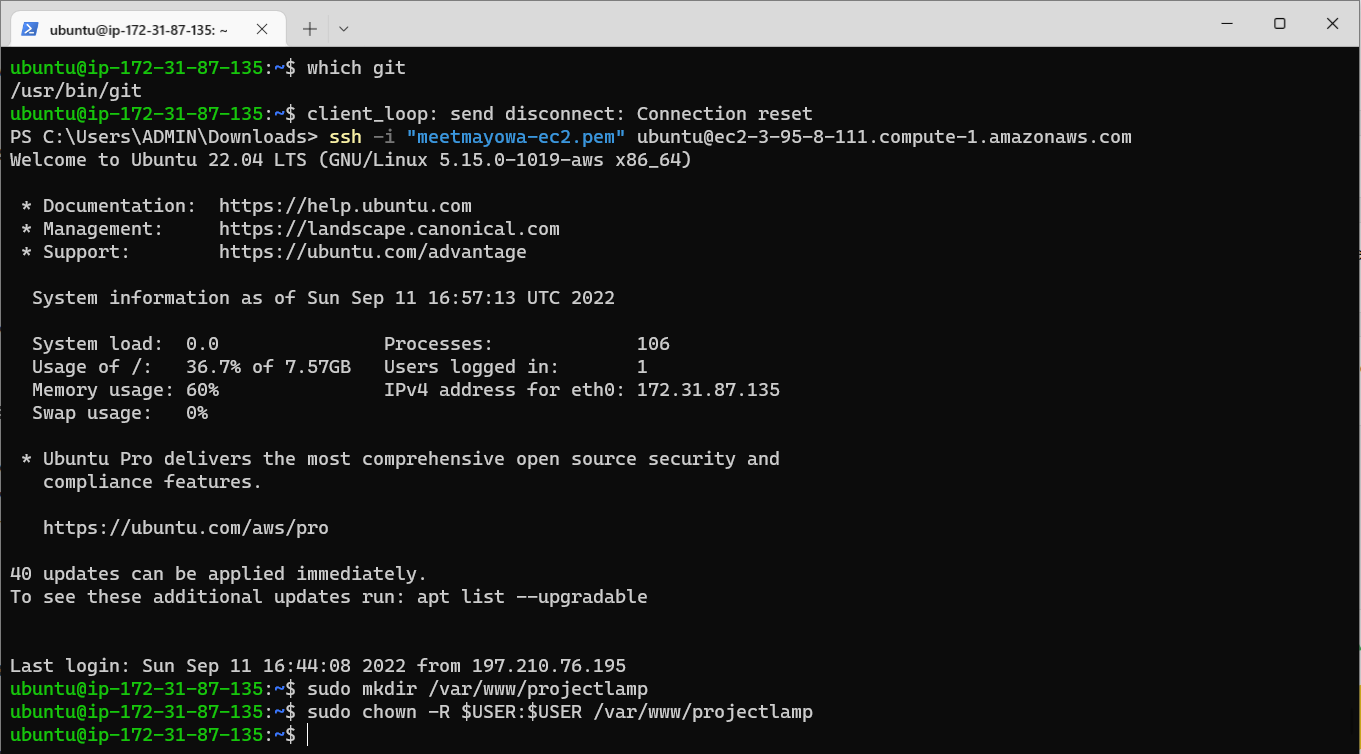 ubuntu@ip-172-31-87-135: ~
ubuntu@ip-172-31-87-135:~$ which git
/usr/bin/git
ubuntu@ip-172-31-87-135:~$ client_loop: send disconnect: Connection reset
PS C:\Users\ADMIN\Downloads> ssh -i "meetmayowa-ec2.pem" ubuntu@ec2-3-95-8-111.compute-1.amazonaws.com
Welcome to Ubuntu 22.04 LTS (GNU/Linux 5.15.0-1019-aws x86_64)

 * Documentation:  https://help.ubuntu.com
 * Management:     https://landscape.canonical.com
 * Support:        https://ubuntu.com/advantage

  System information as of Sun Sep 11 16:57:13 UTC 2022

  System load:  0.0               Processes:             106
  Usage of /:   36.7% of 7.57GB   Users logged in:       1
  Memory usage: 60%               IPv4 address for eth0: 172.31.87.135
  Swap usage:   0%

 * Ubuntu Pro delivers the most comprehensive open source security and
   compliance features.

   https://ubuntu.com/aws/pro

40 updates can be applied immediately.
To see these additional updates run: apt list --upgradable

Last login: Sun Sep 11 16:44:08 2022 from 197.210.76.195
ubuntu@ip-172-31-87-135:~$ sudo mkdir /var/www/projectlamp
ubuntu@ip-172-31-87-135:~$ sudo chown -R $USER:$USER /var/www/projectlamp
ubuntu@ip-172-31-87-135:~$